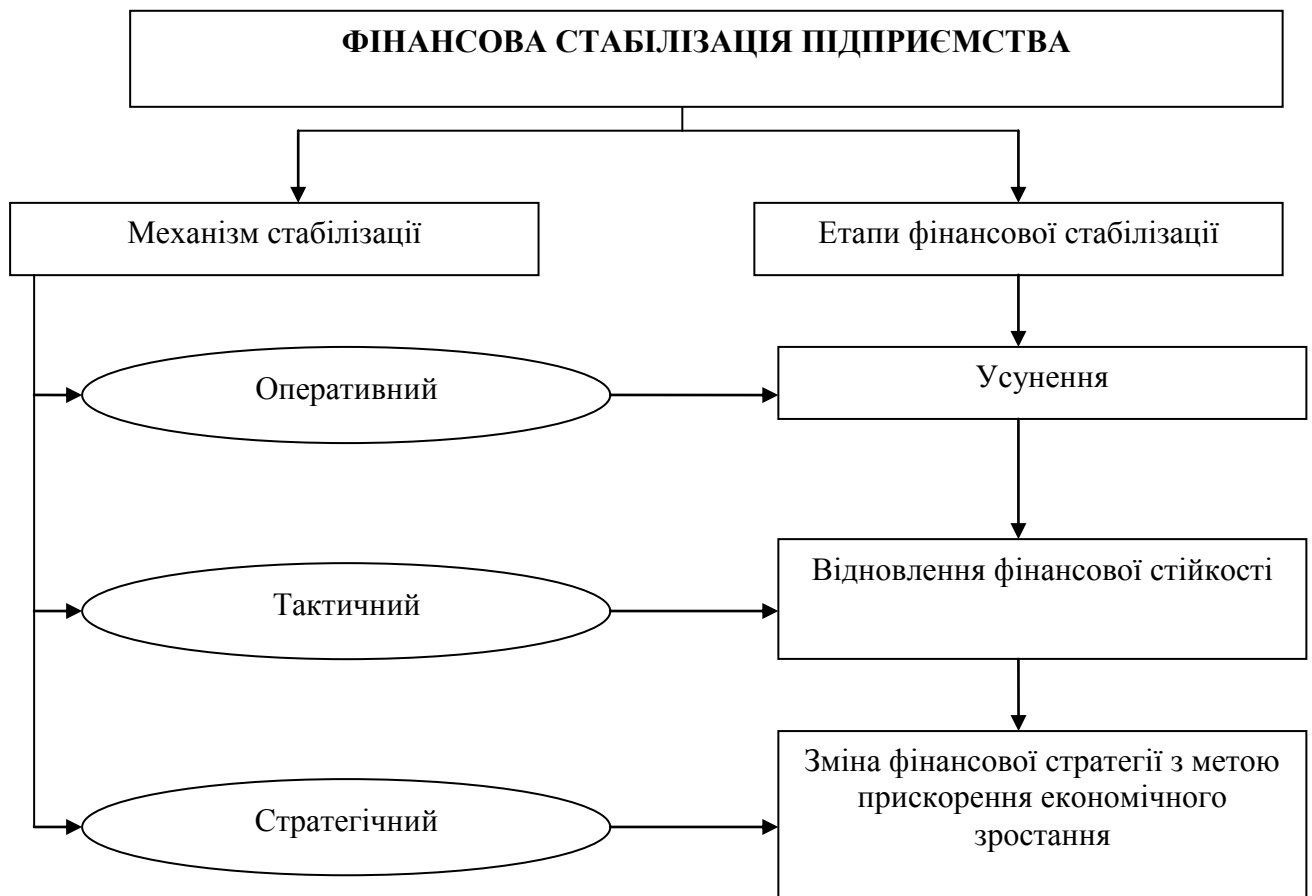 ФІНАНСОВА СТАБІЛІЗАЦІЯ ПІДПРИЄМСТВА
Механізм стабілізації
Етапи фінансової стабілізації
Оперативний
Усунення
Тактичний
Відновлення фінансової стійкості
Стратегічний
Зміна фінансової стратегії з метою
прискорення економічного
зростання